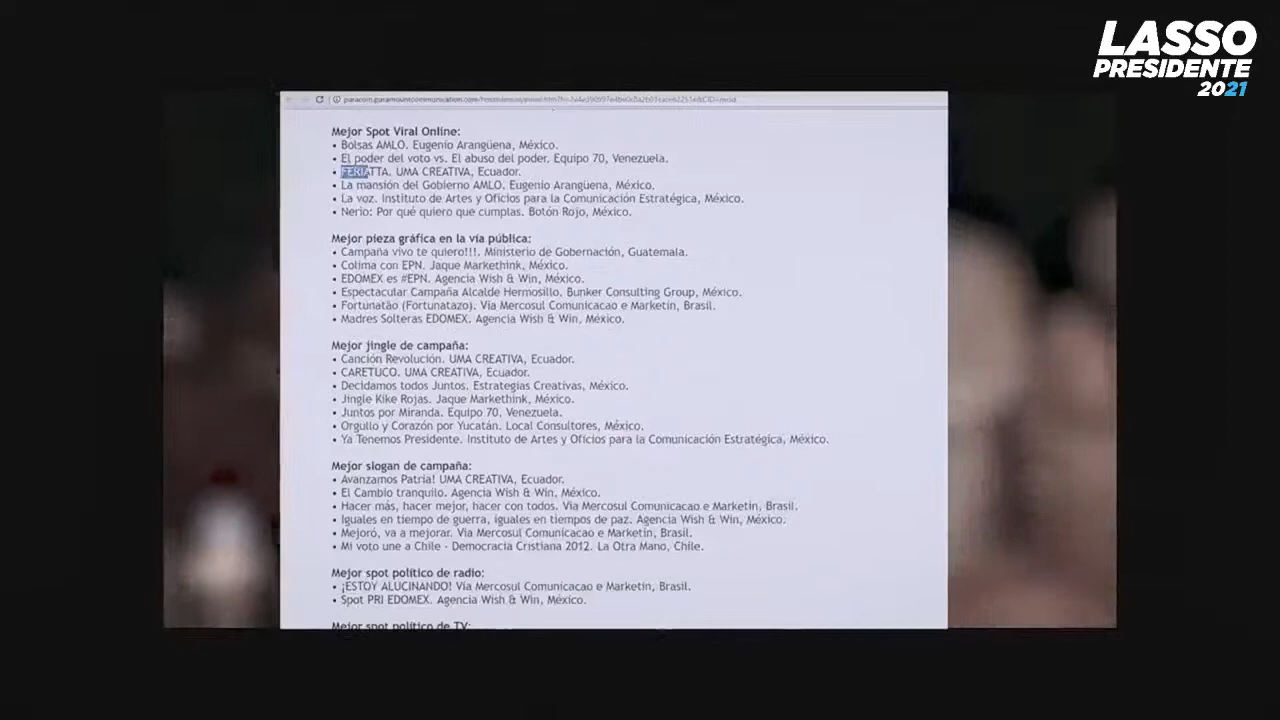 LASSO
PRESIDENTE
2021
Mejor Spot Viral Online:
• Bolsas AMLO. Eugenio Arangüena, México.
• El poder del voto vs. El abuso del poder. Equipo 70, Venezuela.
• FERIATTA. UMA CREATIVA, Ecuador.
• La mansión del Gobierno AMLO. Eugenio Arangüena, México.
• La voz. Instituto de Artes y Oficios para la Comunicación Estratégica, México.
• Nerio: Por qué quiero que cumplas. Botón Rojo, México.
Mejor pieza gráfica en la vía pública:
• Campaña vivo te quiero!!!. Ministerio de Gobernación, Guatemala.
• Colima con EPN. Jaque Markethink, México.
• EDOMEX es #EPN. Agencia Wish & Win, México.
• Espectacular Campaña Alcalde Hermosillo. Bunker Consulting Group, México.
• Fortunatão (Fortunatazo). Vía Mercosul Comunicacao e Marketin, Brasil.
• Madres Solteras EDOMEX. Agencia Wish & Win, México.
Mejor jingle de campaña:
• Canción Revolución. UMA CREATIVA, Ecuador.
• CARETUCO. UMA CREATIVA, Ecuador.
• Decidamos todos Juntos. Estrategias Creativas, México.
• Jingle Kike Rojas. Jaque Markethink, México.
• Juntos por Miranda. Equipo 70, Venezuela.
• Orgullo y Corazón por Yucatán. Local Consultores, México.
• Ya Tenemos Presidente. Instituto de Artes y Oficios para la Comunicación Estratégica, México.
Mejor slogan de campaña:
• Avanzamos Patria! UMA CREATIVA, Ecuador.
• El Cambio tranquilo. Agencia Wish & Win, México.
• Hacer más, hacer mejor, hacer con todos. Vía Mercosul Comunicacao e Marketin, Brasil.
• Iguales en tiempo de guerra, iguales en tiempos de paz. Agencia Wish & Win, México.
• Mejoró, va a mejorar. Vía Mercosul Comunicacao e Marketin, Brasil.
• Mi voto une a Chile - Democracia Cristiana 2012. La Otra Mano, Chile.
Mejor spot político de radio:
• ¡ESTOY ALUCINANDO! Vía Mercosul Comunicacao e Marketin, Brasil.
• Spot PRI EDOMEX. Agencia Wish & Win, México.
Mejor spot político de TV: